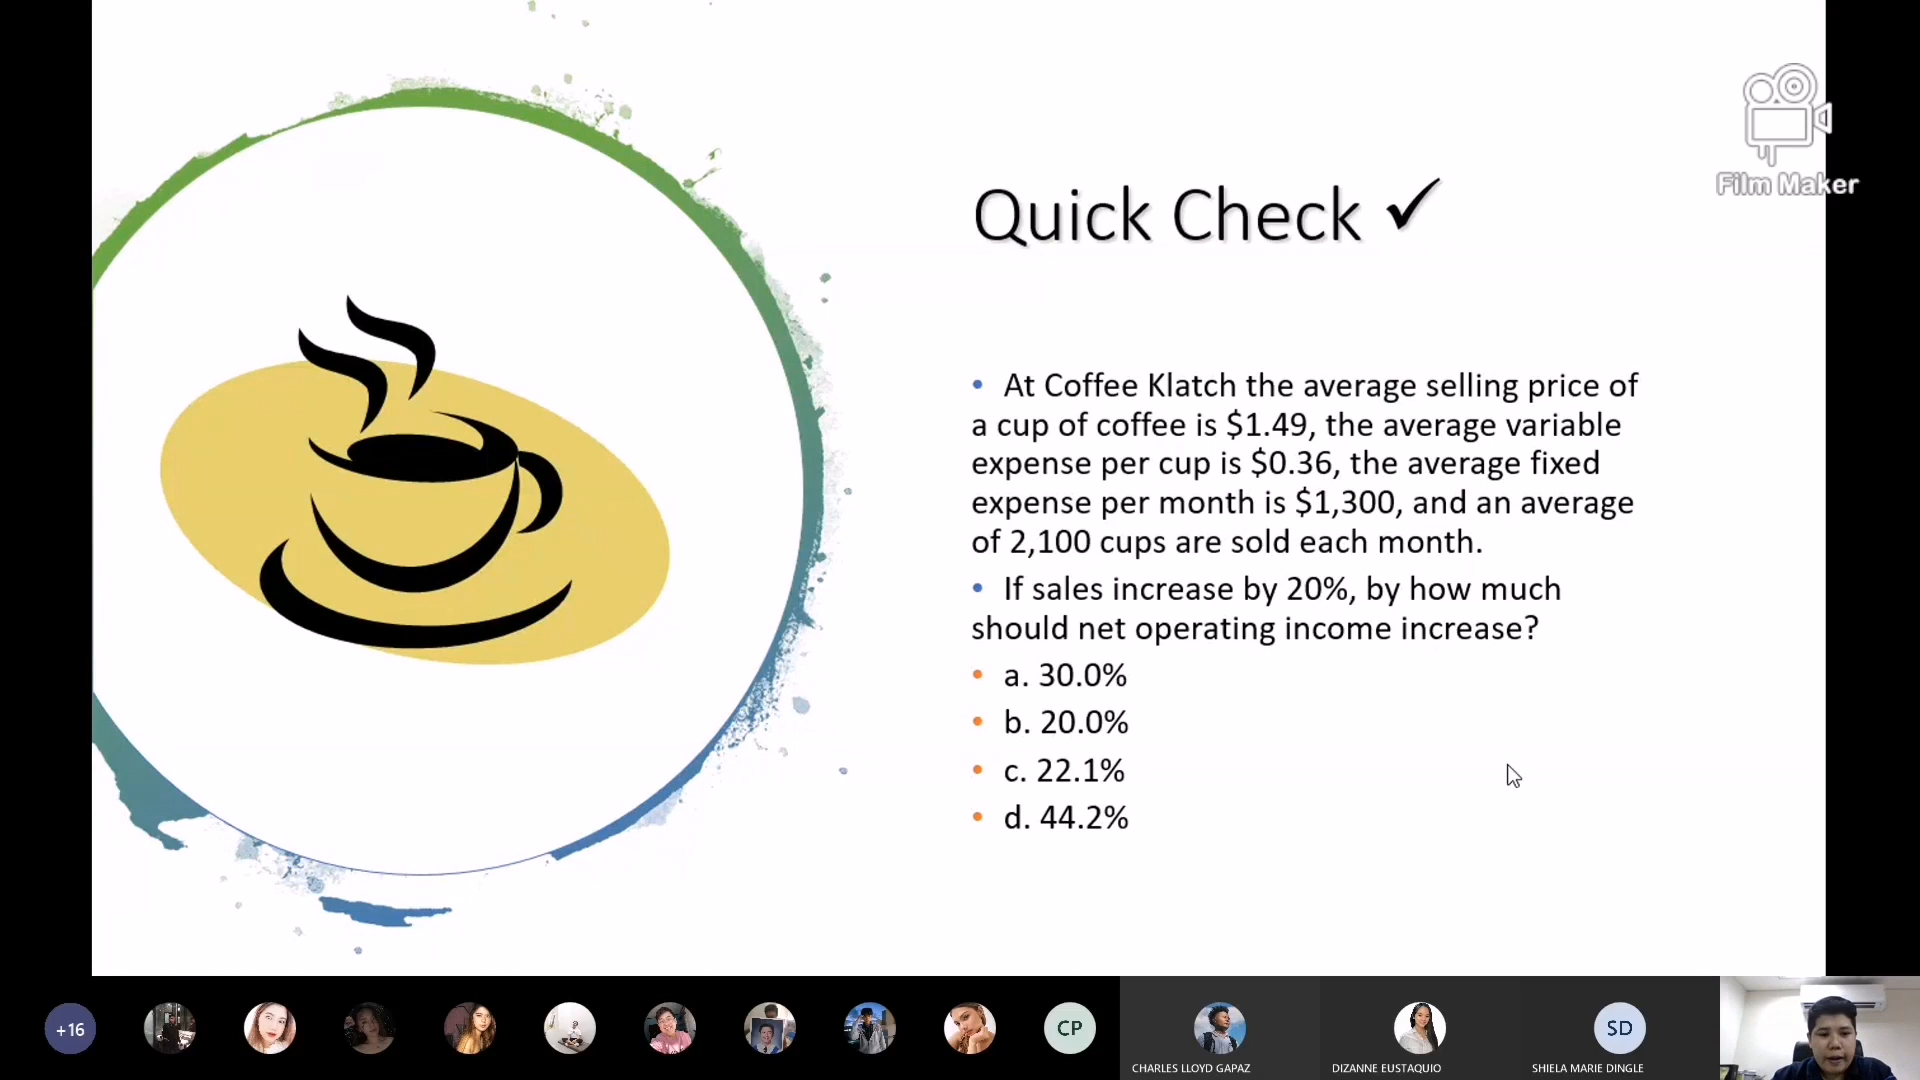 Film Maker
Quick Check ✓
• At Coffee Klatch the average selling price of
a cup of coffee is $1.49, the average variable
expense per cup is $0.36, the average fixed
expense per month is $1,300, and an average
of 2,100 cups are sold each month.
• If sales increase by 20%, by how much
should net operating income increase?
• a. 30.0%
• b. 20.0%
• c. 22.1%
• d. 44.2%
+16
CP
SD
CHARLES LLOYD GAPAZ
DIZANNE EUSTAQUIO
SHIELA MARIE DINGLE